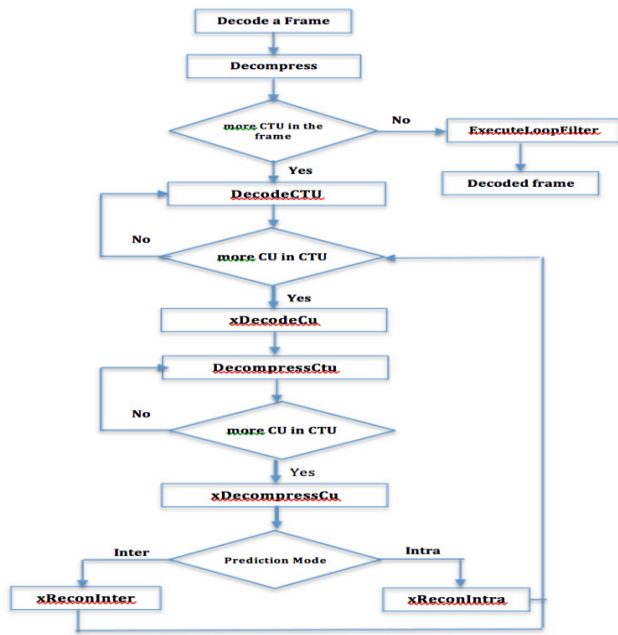 Decode a Frame
Decompress
more CTU in the
frame
No
ExecuteLoopFilter
Yes
Decoded frame
DecodeCTU
No
more CU in CTU
Yes
xDecodeCu
DecompressCtu
No
more CU in CTU
Yes
xDecompressCu
Inter
Prediction Mode
Intra
xReconInter
xReconIntra